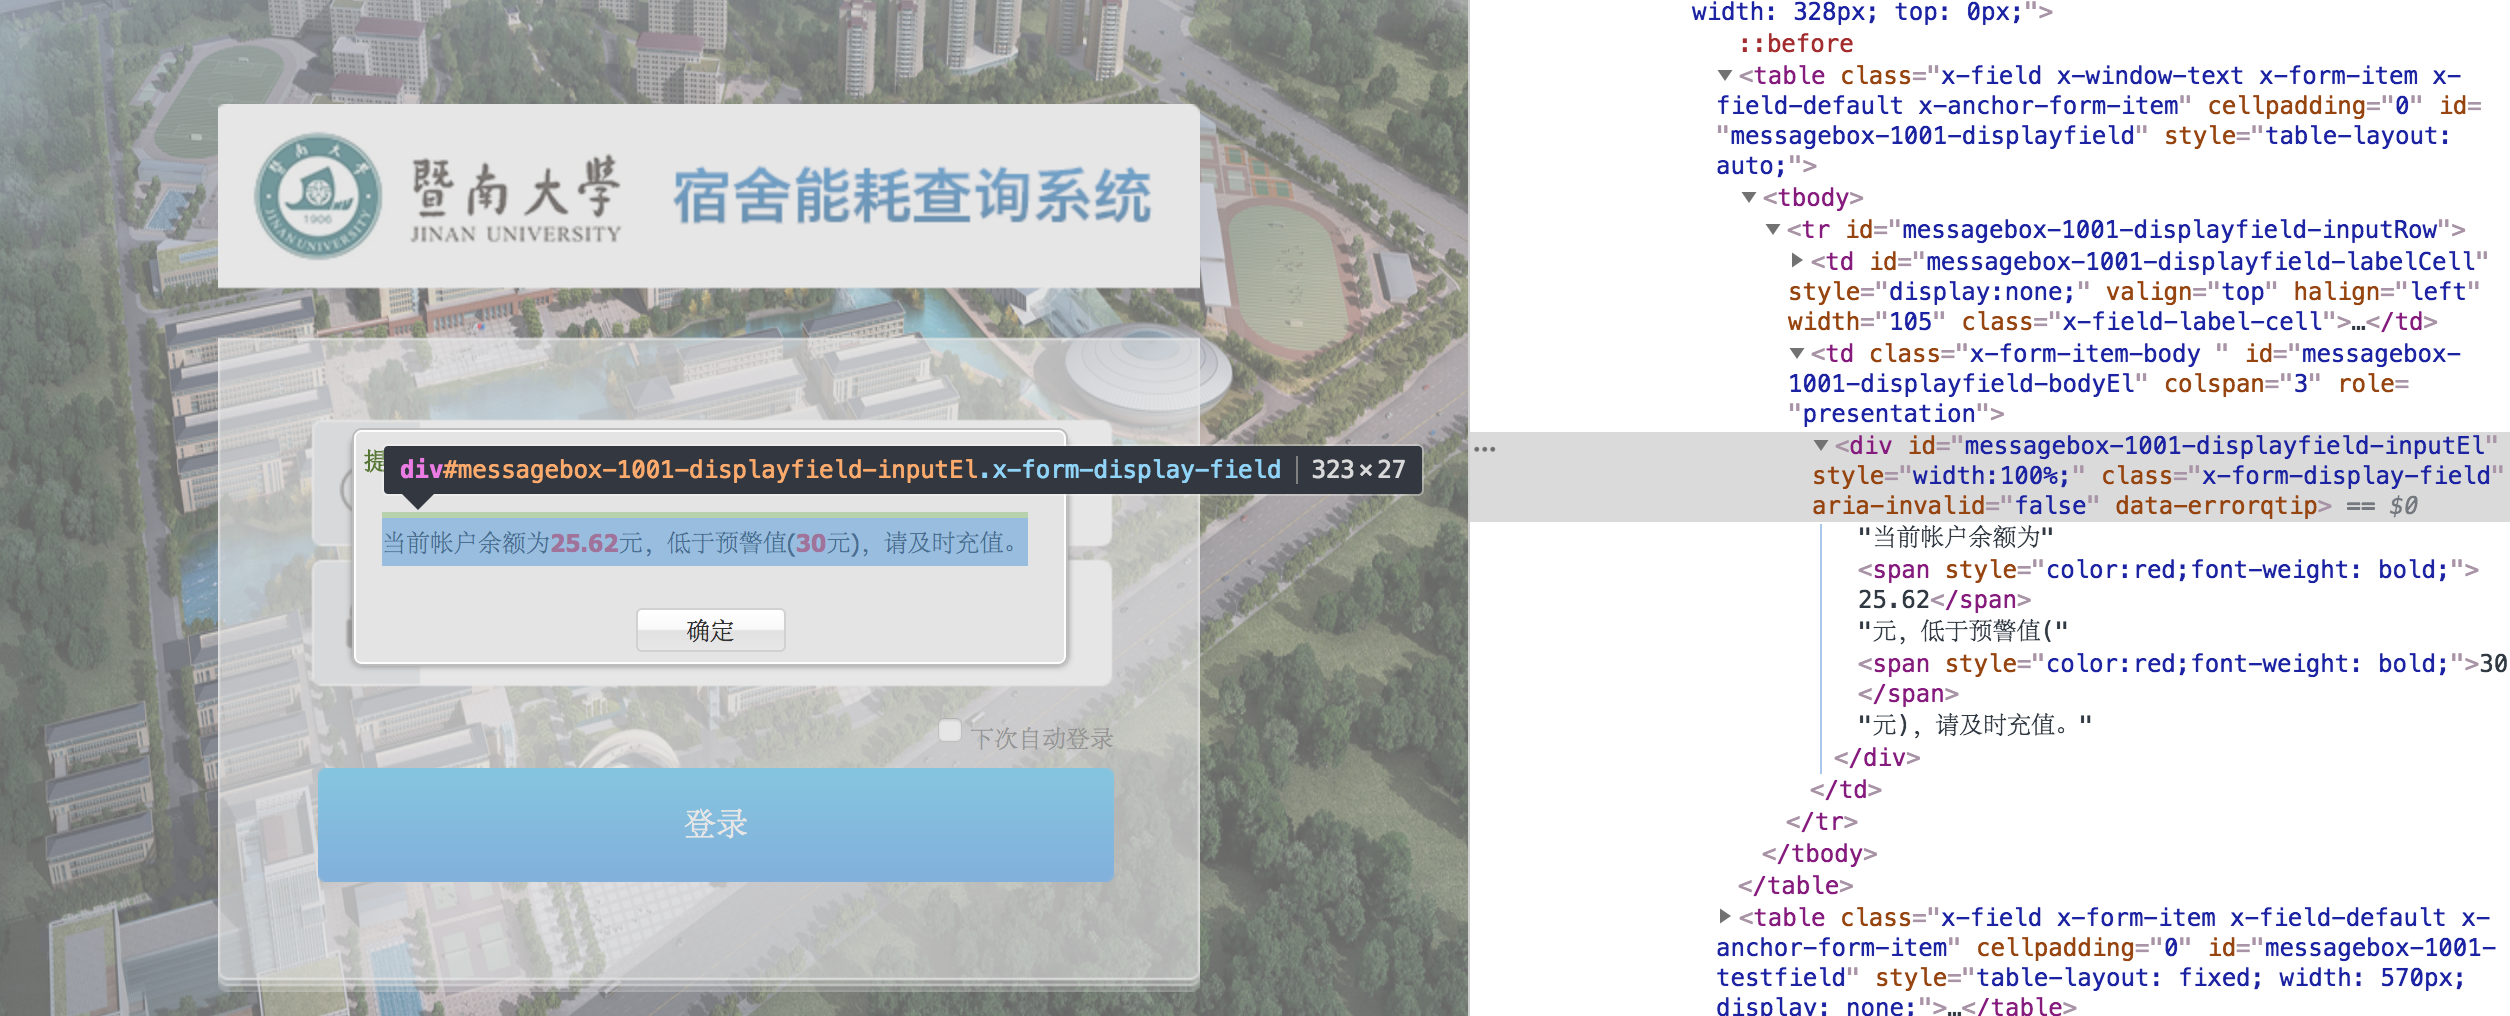 暨南大學
JINAN UNIVERSITY
暨南大學
1906
JINAN UNIVERSITY
宿舍能耗查询系统
提
div#messagebox-1001-displayfield-inputEl.x-form-display-field | 323×27
当前帐户余额为25.62元，低于预警值(30元)，请及时充值。
确定
下次自动登录
登录
width: 328px; top: 0px;">
::before
▼<table class="x-field x-window-text x-form-item x-
field-default x-anchor-form-item" cellpadding="0" id=
"messagebox-1001-displayfield" style="table-layout:
auto;">
▼<tbody>
▼<tr id="messagebox-1001-displayfield-inputRow">
▶<td id="messagebox-1001-displayfield-labelCell"
style="display:none;" valign="top" halign="left"
width="105" class="x-field-label-cell">…</td>
▼<td class="x-form-item-body " id="messagebox-
1001-displayfield-bodyEl" colspan="3" role=
"presentation">
… ▼<div id="messagebox-1001-displayfield-inputEl"
style="width:100%;" class="x-form-display-field"
aria-invalid="false" data-errorqtip> == $0
"当前帐户余额为"
<span style="color:red;font-weight: bold;">
25.62</span>
"元，低于预警值("
<span style="color:red;font-weight: bold;">30
</span>
"元)，请及时充值。"
</div>
</td>
</tr>
</tbody>
</table>
▶<table class="x-field x-form-item x-field-default x-
anchor-form-item" cellpadding="0" id="messagebox-1001-
testfield" style="table-layout: fixed; width: 570px;
display: none;">…</table>